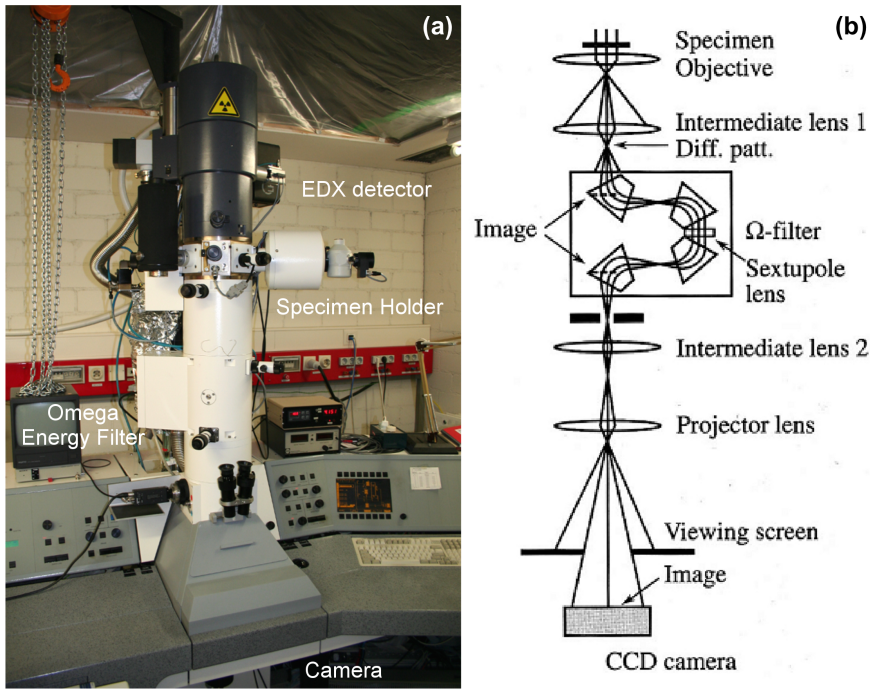 (a)
EDX detector
Specimen Holder
Omega
Energy Filter
Camera
(b)
Specimen
Objective
Intermediate lens 1
Diff. patt.
Image
Ω-filter
Sextupole
lens
Intermediate lens 2
Projector lens
Viewing screen
Image
CCD camera